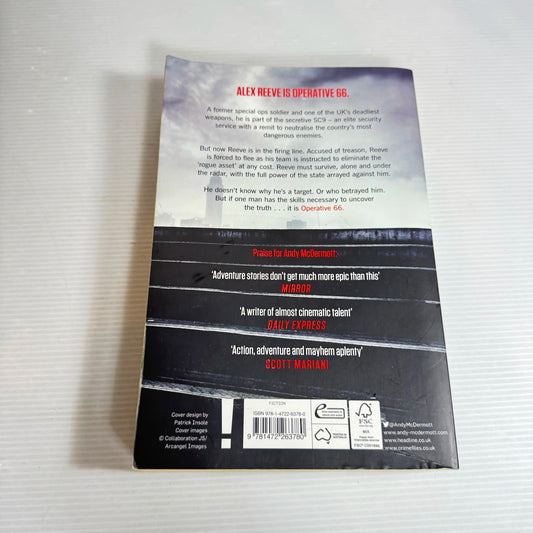 ALEX REEVE IS OPERATIVE 66.
A former special ops soldier and one of the UK's deadliest
weapons, he is part of the secretive SC9 – an elite security
service with a remit to neutralise the country's most
dangerous enemies.
But now Reeve is in the firing line. Accused of treason, Reeve
is forced to flee as his team is instructed to eliminate the
'rogue asset' at any cost. Reeve must survive, alone and under
the radar, with the full power of the state arrayed against him.
He doesn't know why he's a target. Or who betrayed him.
But if one man has the skills necessary to uncover
the truth . . . it is Operative 66.
Praise for Andy McDermott:
'Adventure stories don't get much more epic than this'
MIRROR
'A writer of almost cinematic talent'
DAILY EXPRESS
'Action, adventure and mayhem aplenty'
SCOTT MARIANI
Cover design by
Patrick Insole
Cover images
© Collaboration JS/
Arcangel Images
!
FICTION
ISBN 978-1-4722-6378-0
9 781472 263780
e
FSC
MIX
@AndyMcDermott
www.andy-mcdermott.com
www.headline.co.uk
www.crimefiles.co.uk